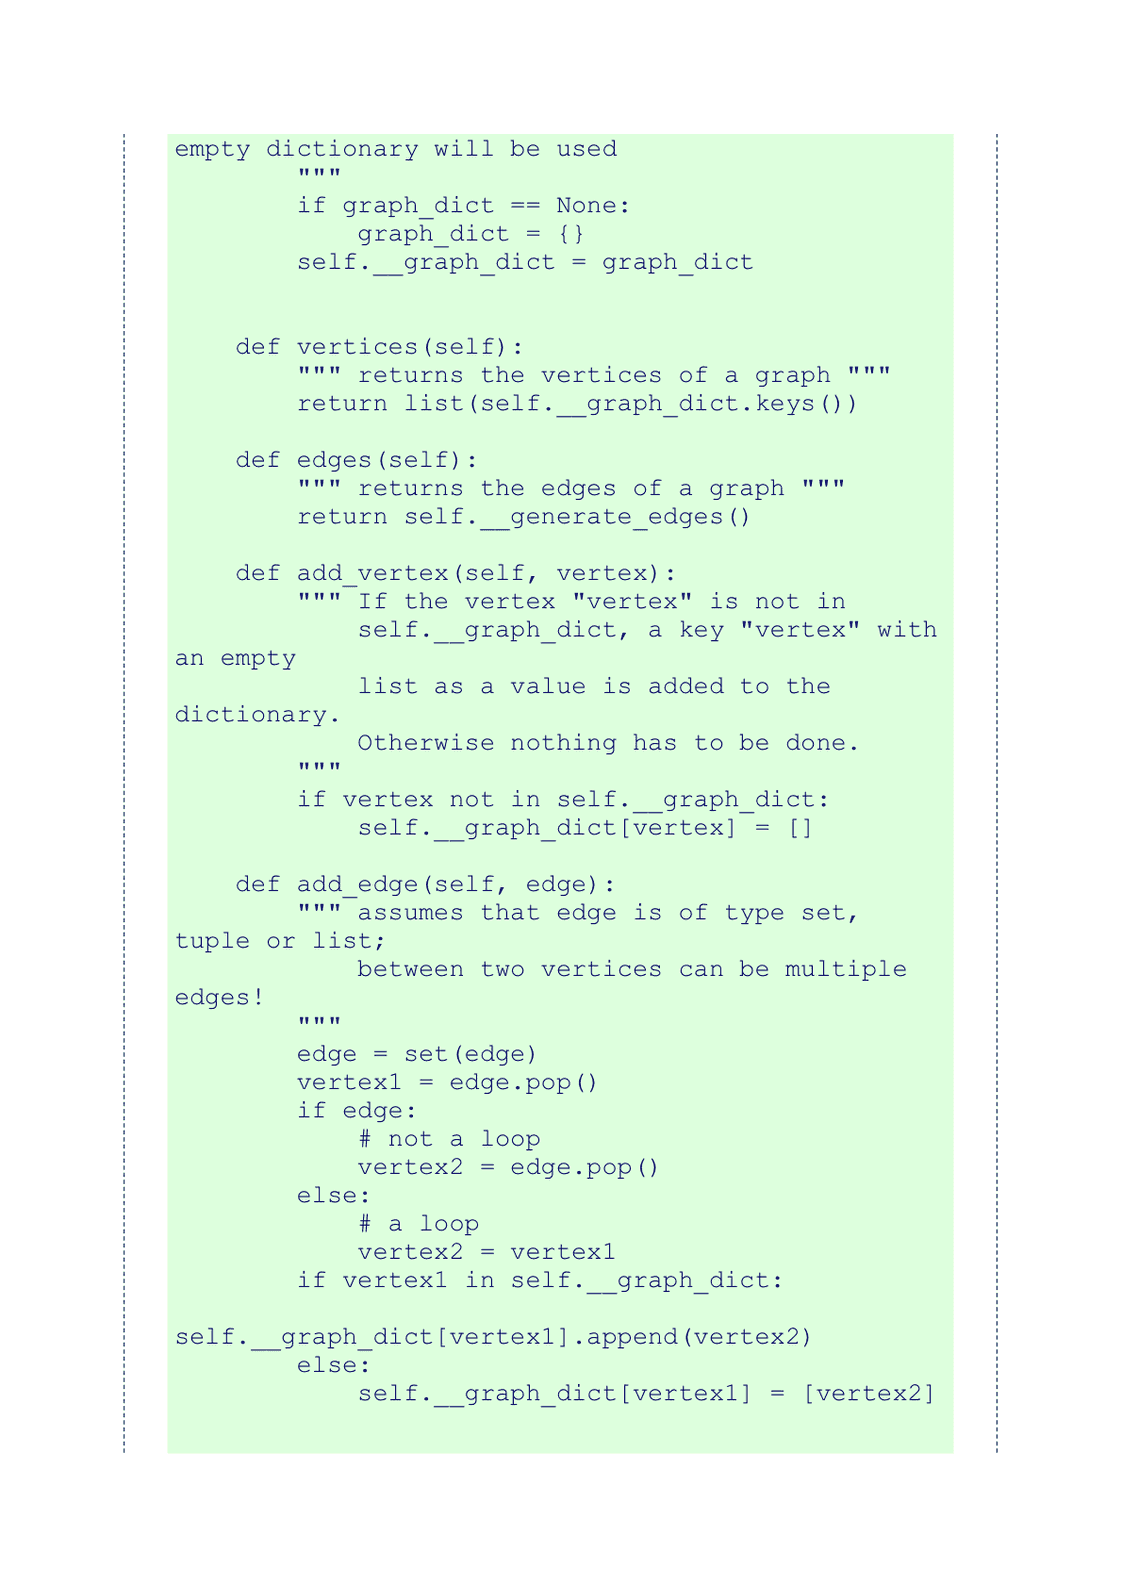 empty dictionary will be used
        """
        if graph_dict == None:
            graph_dict = {}
        self.__graph_dict = graph_dict
    def vertices(self):
        """ returns the vertices of a graph """
        return list(self.__graph_dict.keys())
    def edges(self):
        """ returns the edges of a graph """
        return self.__generate_edges()
    def add_vertex(self, vertex):
        """ If the vertex "vertex" is not in
            self.__graph_dict, a key "vertex" with
an empty
            list as a value is added to the
dictionary.
            Otherwise nothing has to be done.
        """
        if vertex not in self.__graph_dict:
            self.__graph_dict[vertex] = []
    def add_edge(self, edge):
        """ assumes that edge is of type set,
tuple or list;
            between two vertices can be multiple
edges!
        """
        edge = set(edge)
        vertex1 = edge.pop()
        if edge:
            # not a loop
            vertex2 = edge.pop()
        else:
            # a loop
            vertex2 = vertex1
        if vertex1 in self.__graph_dict:
self.__graph_dict[vertex1].append(vertex2)
        else:
            self.__graph_dict[vertex1] = [vertex2]